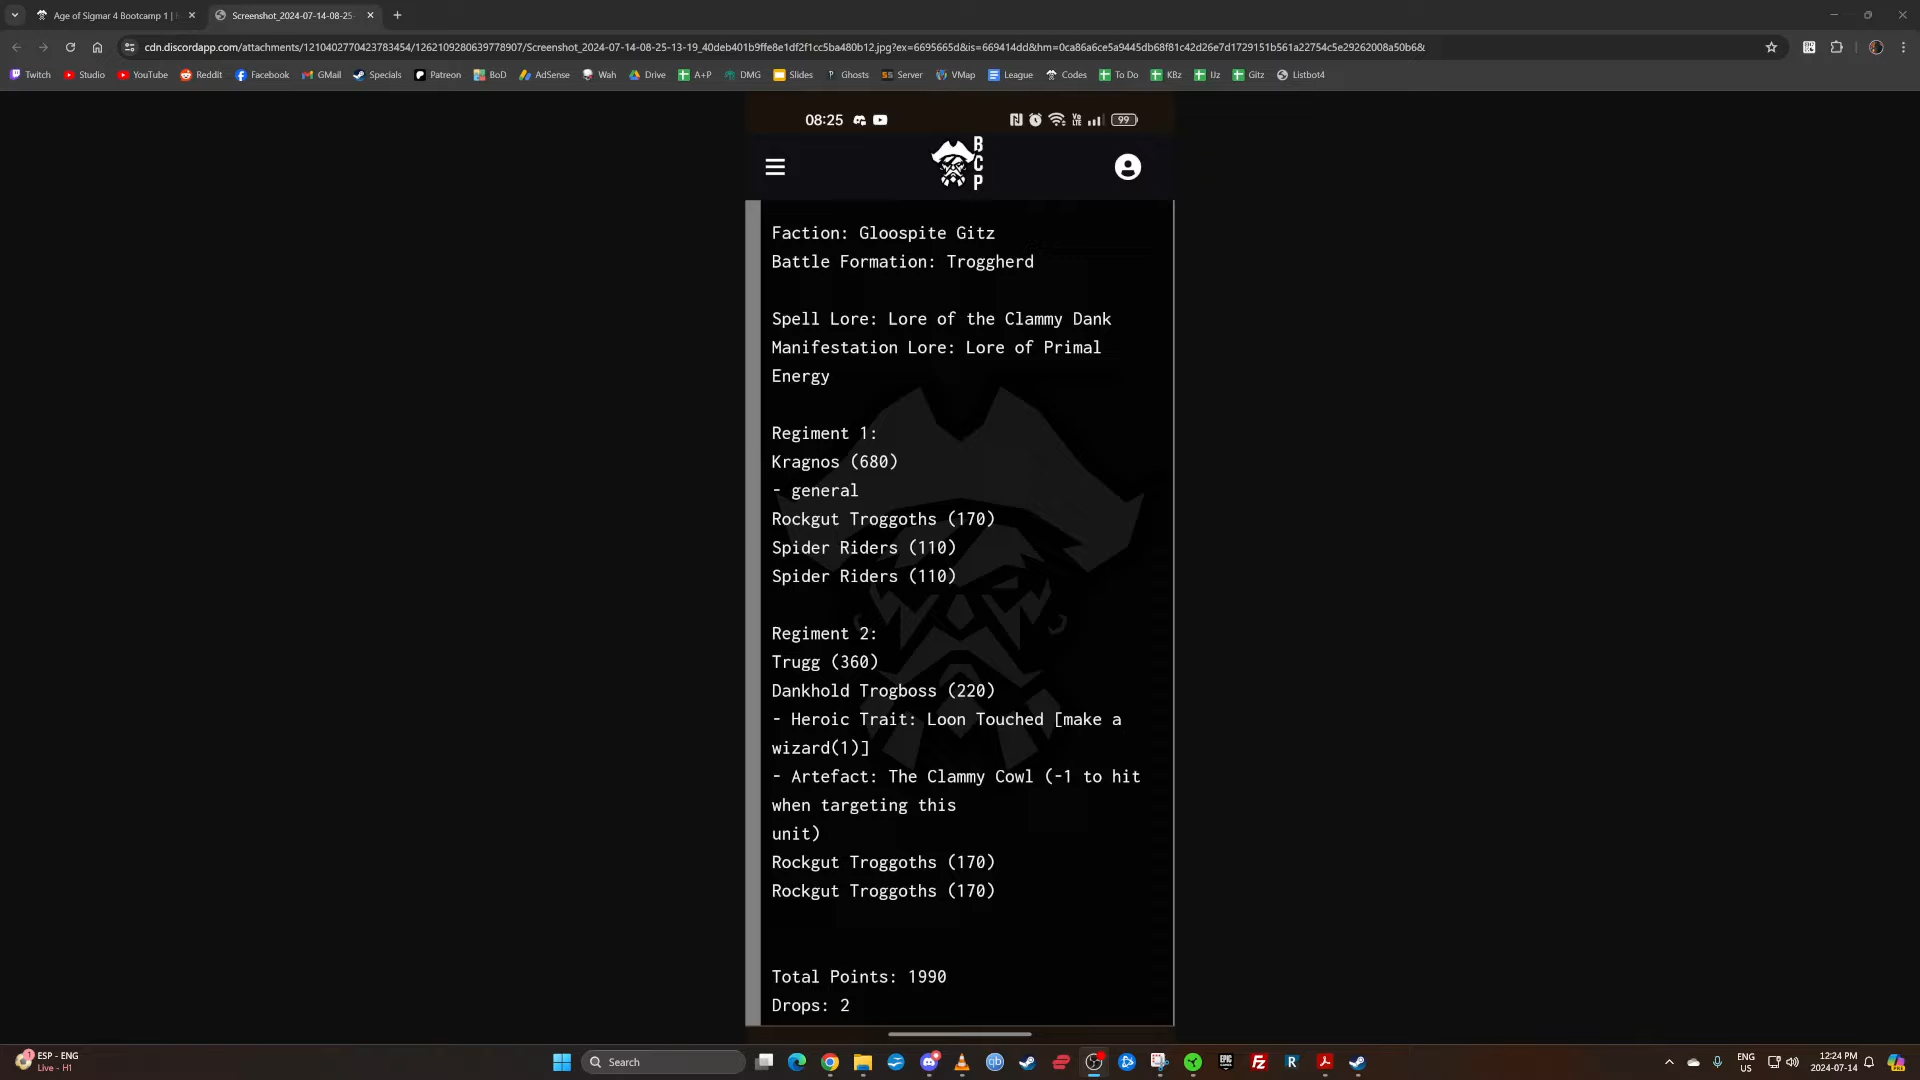 Age of Sigmar 4 Bootcamp 1 |
Screenshot_2024-07-14-08-25-
cdn.discordapp.com/attachments/1210402770423783454/1262109280639778907/Screenshot_2024-07-14-08-25-13-19_40deb401b9ffe8e1df2f1cc5ba480b12.jpg?ex=6695665d&is=669414dd&hm=0ca86a6ce5a9445db68f81c42d26e7d1729151b561a22754c5e29262008a50b68&
Twitch Studio YouTube Reddit Facebook GMail Specials Patreon BoD AdSense Wah Drive A+P DMG Slides Ghosts Server VMap League Codes To Do KBz IJz Gitz Listbot4
08:25
Vo LTE
99
BCP
Faction: Gloospite Gitz
Battle Formation: Troggherd
Spell Lore: Lore of the Clammy Dank
Manifestation Lore: Lore of Primal
Energy
Regiment 1:
Kragnos (680)
- general
Rockgut Troggoths (170)
Spider Riders (110)
Spider Riders (110)
Regiment 2:
Trugg (360)
Dankhold Trogboss (220)
- Heroic Trait: Loon Touched [make a
wizard(1)]
- Artefact: The Clammy Cowl (-1 to hit
when targeting this
unit)
Rockgut Troggoths (170)
Rockgut Troggoths (170)
Total Points: 1990
Drops: 2
ESP - ENG
Live - H1
Search
ENG
US
12:24 PM
2024-07-14